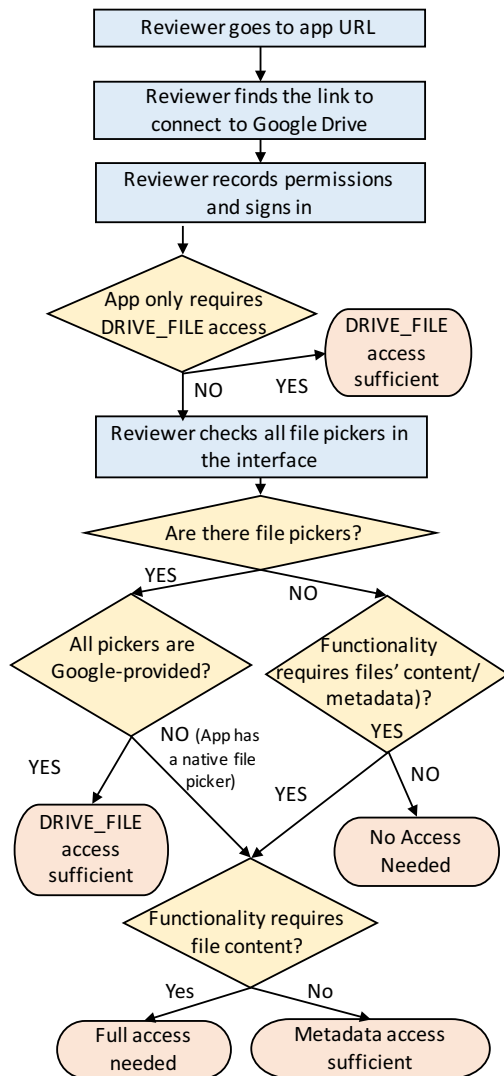 Reviewer goes to app URL
Reviewer finds the link to
connect to Google Drive
Reviewer records permissions
and signs in
App only requires
DRIVE_FILE access
DRIVE_FILE
access
sufficient
NO
YES
Reviewer checks all file pickers in
the interface
Are there file pickers?
YES
NO
All pickers are
Google-provided?
Functionality
requires files' content/
metadata)?
YES
NO (App has
a native file
picker)
YES
YES
NO
DRIVE_FILE
access
sufficient
No Access
Needed
Functionality requires
file content?
Yes
No
Full access
needed
Metadata access
sufficient